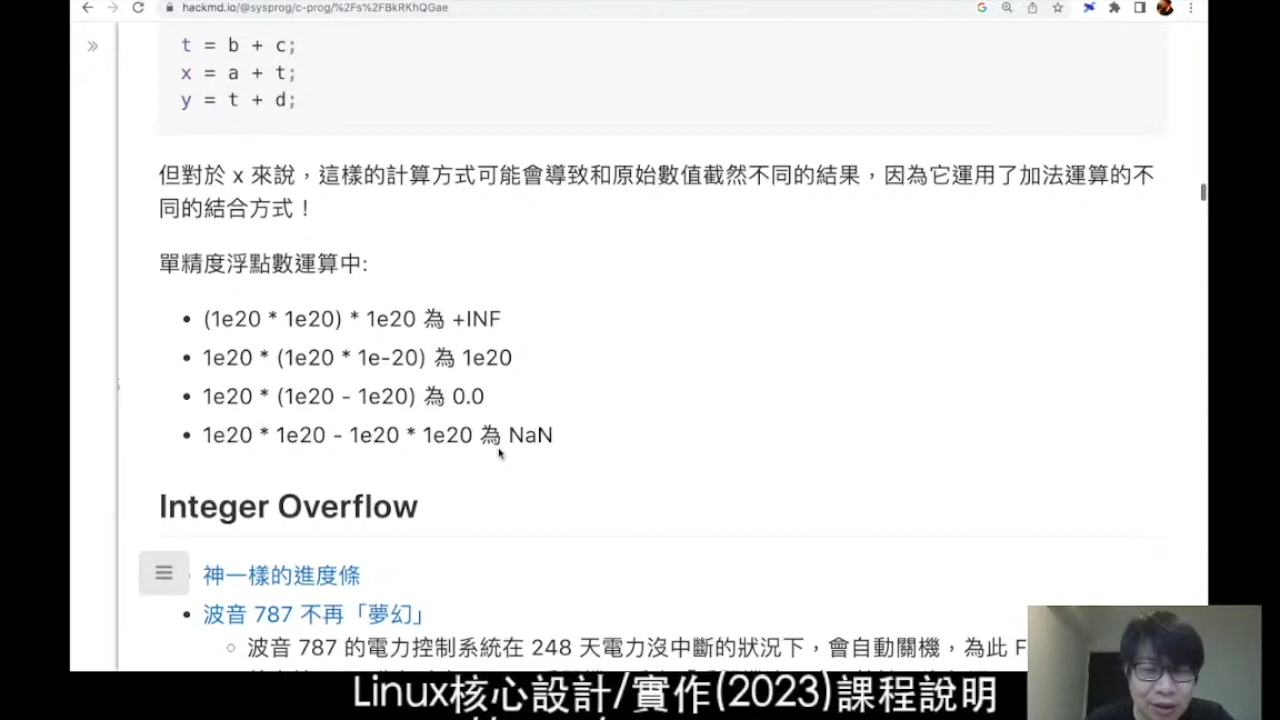 hackmd.io/@sysprog/c-prog/%2Fs%2FBkRKhQGae
t = b + c;
x = a + t;
y = t + d;
但對於 x 來說，這樣的計算方式可能會導致和原始數值截然不同的結果，因為它運用了加法運算的不
同的結合方式！
單精度浮點數運算中:
(1e20 * 1e20) * 1e20 為 +INF
1e20 * (1e20 * 1e-20) 為 1e20
1e20 * (1e20 - 1e20) 為 0.0
1e20 * 1e20 - 1e20 * 1e20 為 NaN
Integer Overflow
神一樣的進度條
波音 787 不再「夢幻」
波音 787 的電力控制系統在 248 天電力沒中斷的狀況下，會自動關機，為此 F
Linux核心設計/實作(2023)課程說明